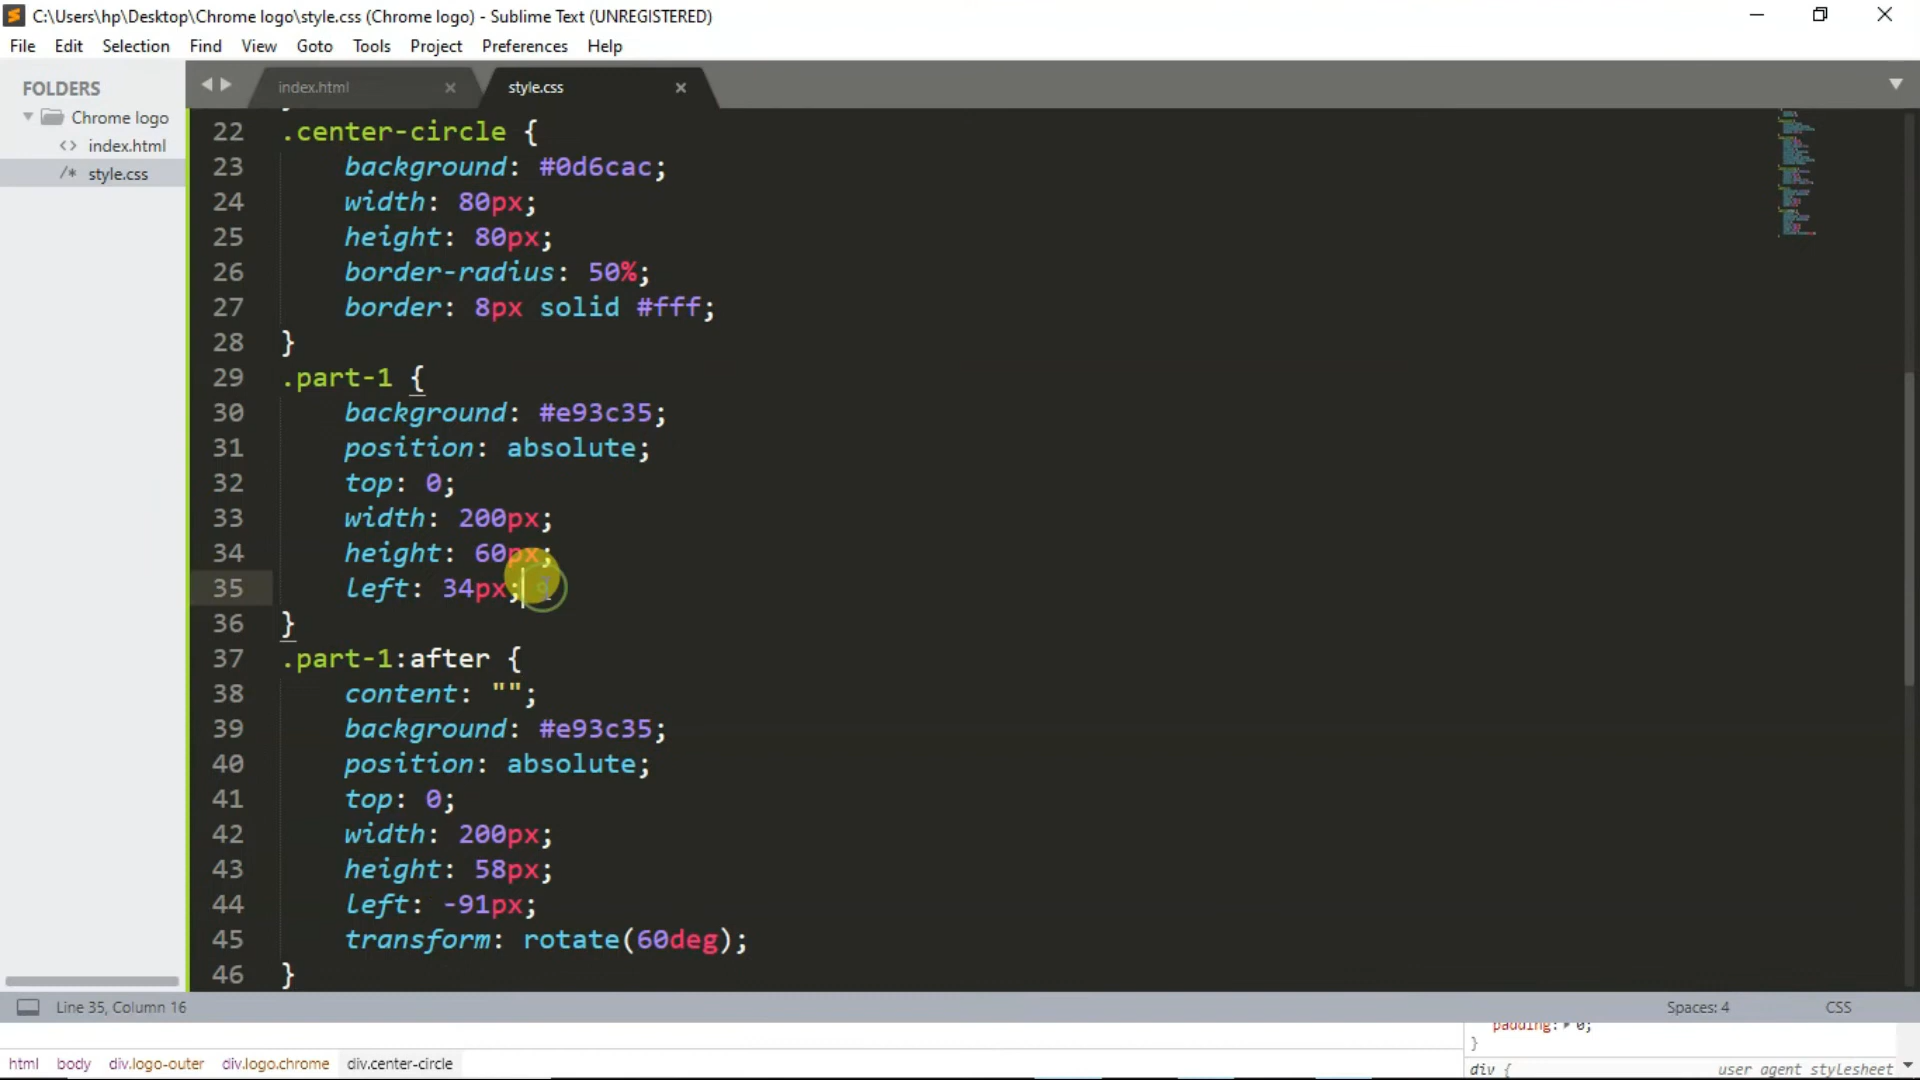 C:\Users\hp\Desktop\Chrome logo\style.css (Chrome logo) - Sublime Text (UNREGISTERED)
File Edit Selection Find View Goto Tools Project Preferences Help
FOLDERS
Chrome logo
<> index.html
/* style.css
index.html
style.css
22 .center-circle {
23 background: #0d6cac;
24 width: 80px;
25 height: 80px;
26 border-radius: 50%;
27 border: 8px solid #fff;
28 }
29 .part-1 {
30 background: #e93c35;
31 position: absolute;
32 top: 0;
33 width: 200px;
34 height: 60px;
35 left: 34px;
36 }
37 .part-1:after {
38 content: "";
39 background: #e93c35;
40 position: absolute;
41 top: 0;
42 width: 200px;
43 height: 58px;
44 left: -91px;
45 transform: rotate(60deg);
46 }
Line 35, Column 16
Spaces: 4
CSS
padding: 0;
}
div {
user agent stylesheet
html body div.logo-outer div.logo.chrome div.center-circle